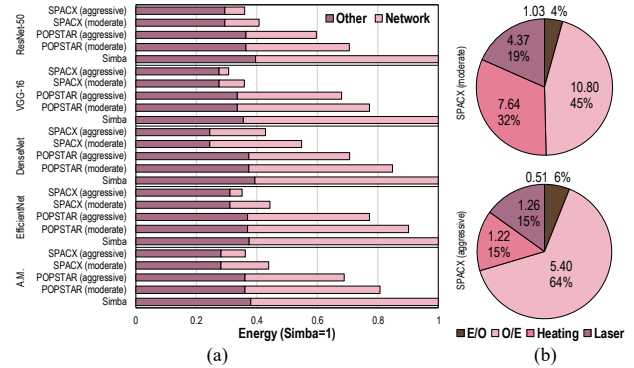 Other Network
ResNet-50
SPACX (aggressive)
SPACX (moderate)
POPSTAR (aggressive)
POPSTAR (moderate)
Simba
VGG-16
SPACX (aggressive)
SPACX (moderate)
POPSTAR (aggressive)
POPSTAR (moderate)
Simba
DenseNet
SPACX (aggressive)
SPACX (moderate)
POPSTAR (aggressive)
POPSTAR (moderate)
Simba
EfficientNet
SPACX (aggressive)
SPACX (moderate)
POPSTAR (aggressive)
POPSTAR (moderate)
Simba
A.M.
SPACX (aggressive)
SPACX (moderate)
POPSTAR (aggressive)
POPSTAR (moderate)
Simba
0 0.2 0.4 0.6 0.8 1
Energy (Simba=1)
(a)
SPACX (moderate)
1.03 4%
4.37
19%
10.80
45%
7.64
32%
SPACX (aggressive)
0.51 6%
1.26
15%
1.22
15%
5.40
64%
E/O O/E Heating Laser
(b)